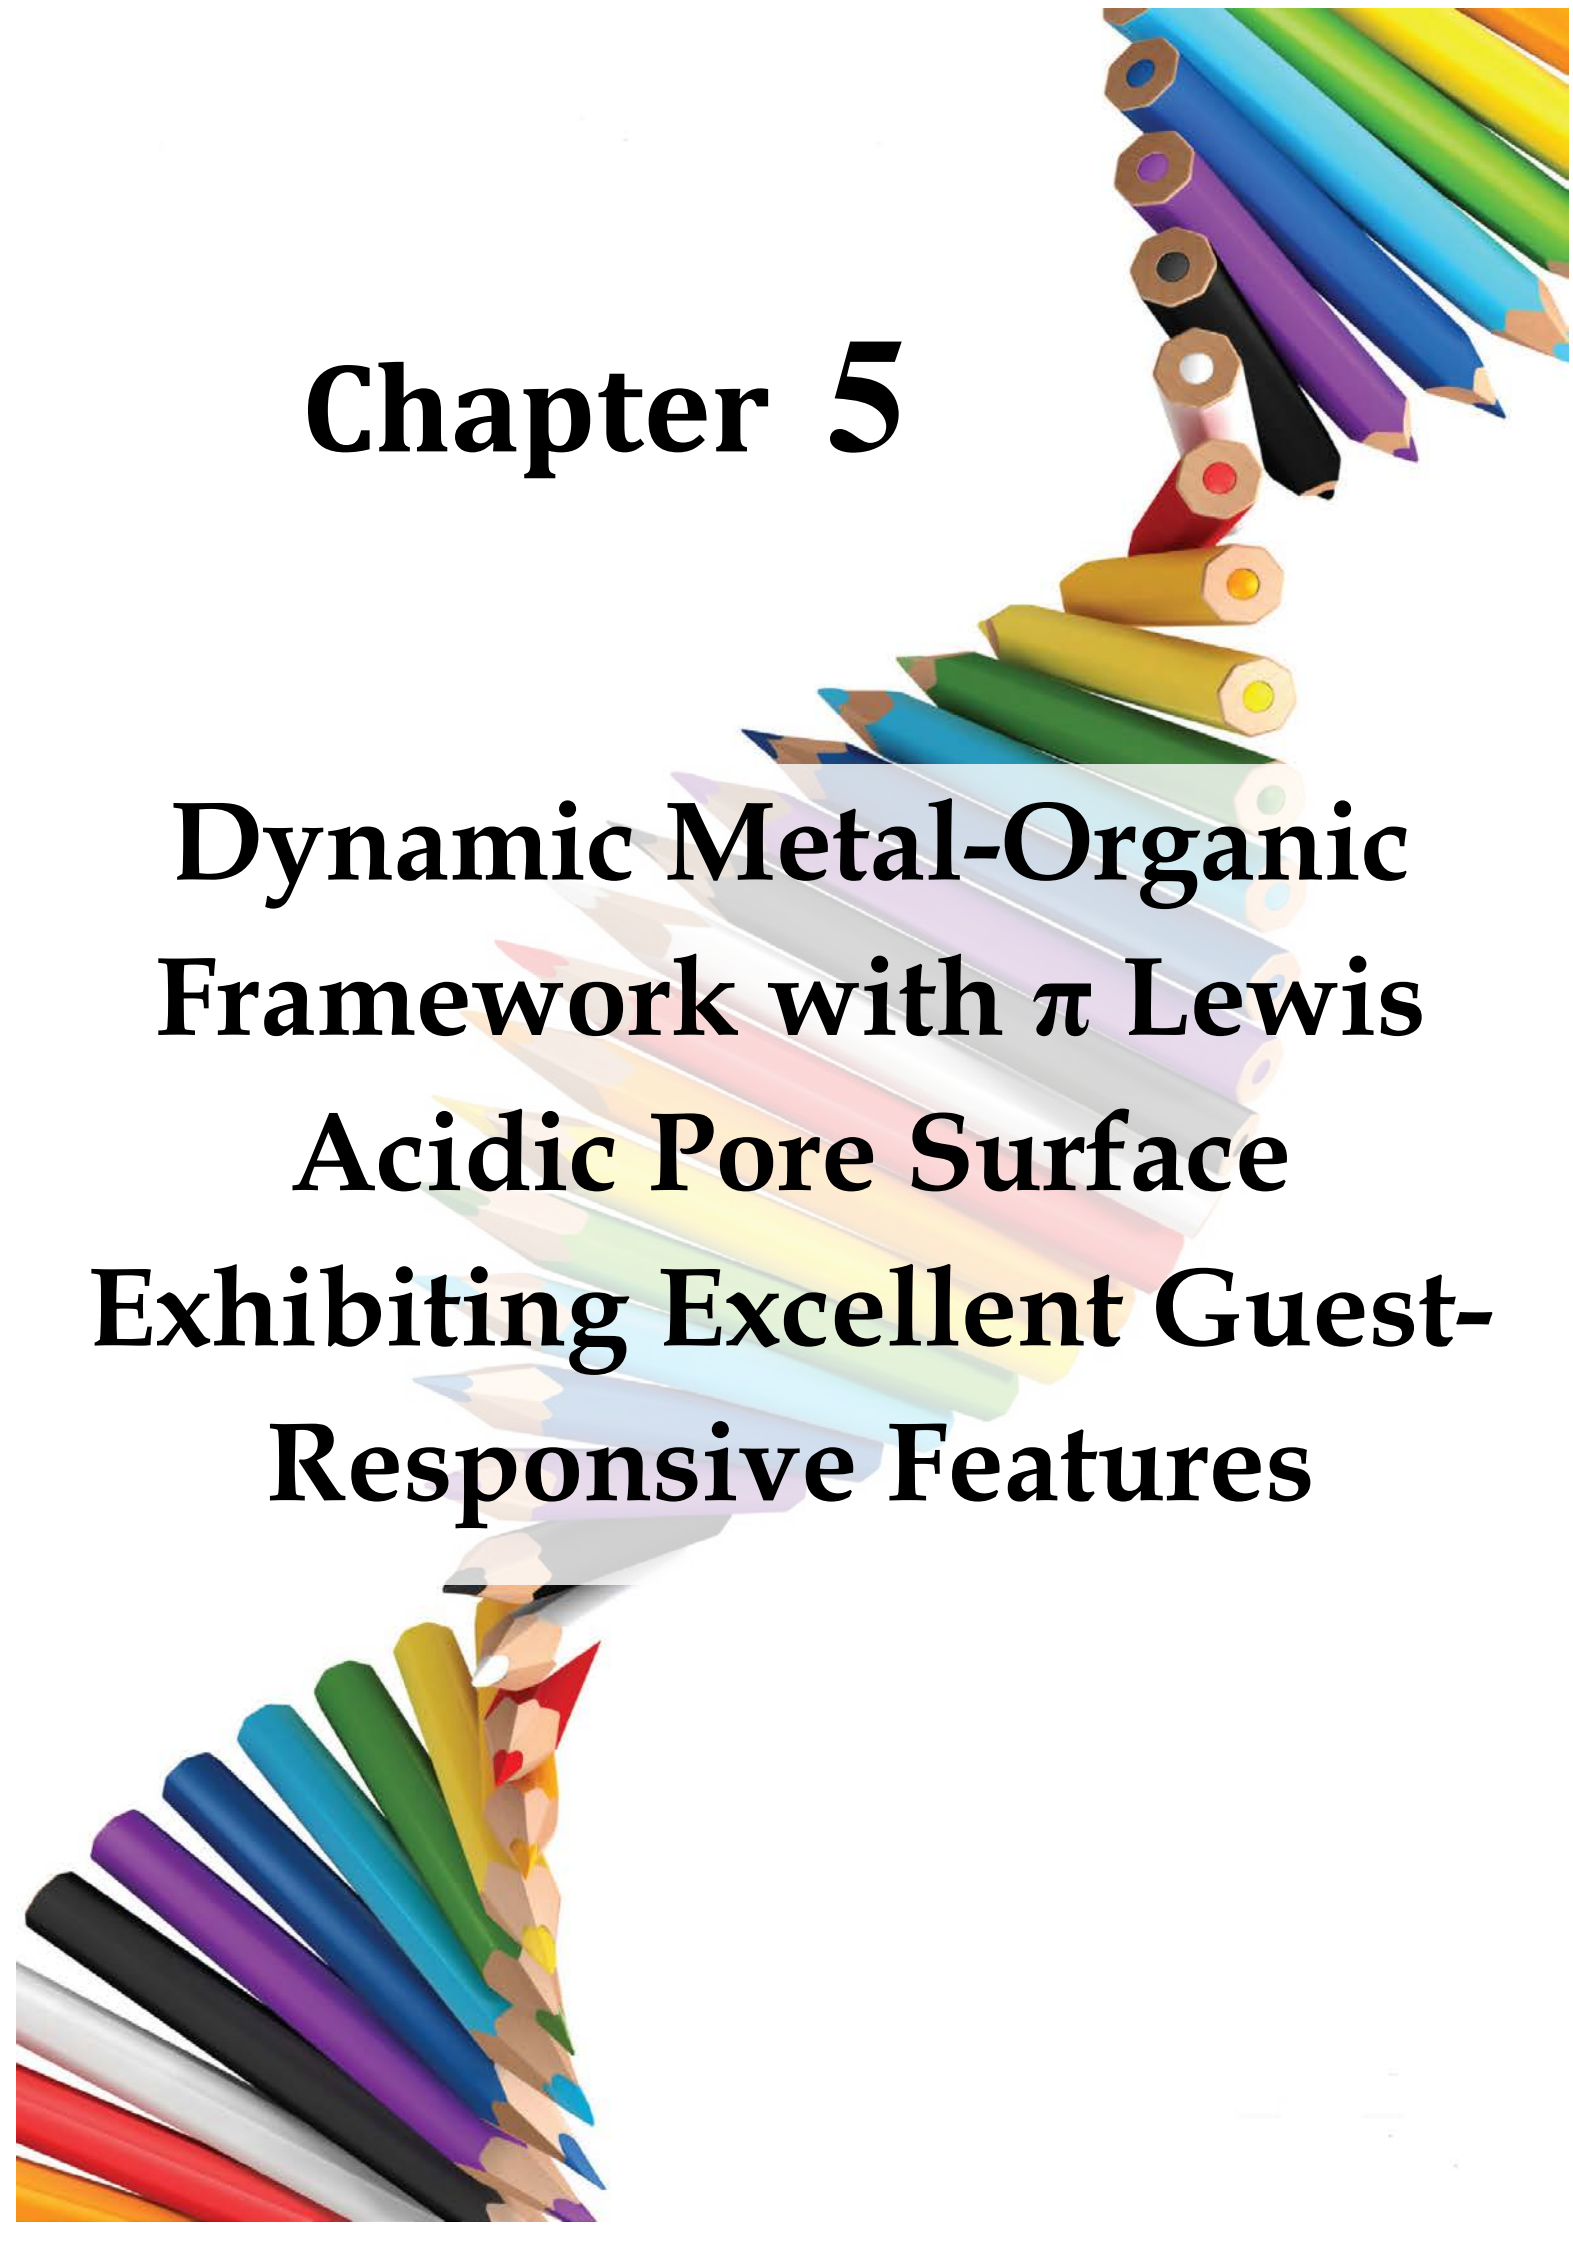 Chapter 5
Dynamic Metal-Organic
Framework with π Lewis
Acidic Pore Surface
Exhibiting Excellent Guest-
Responsive Features